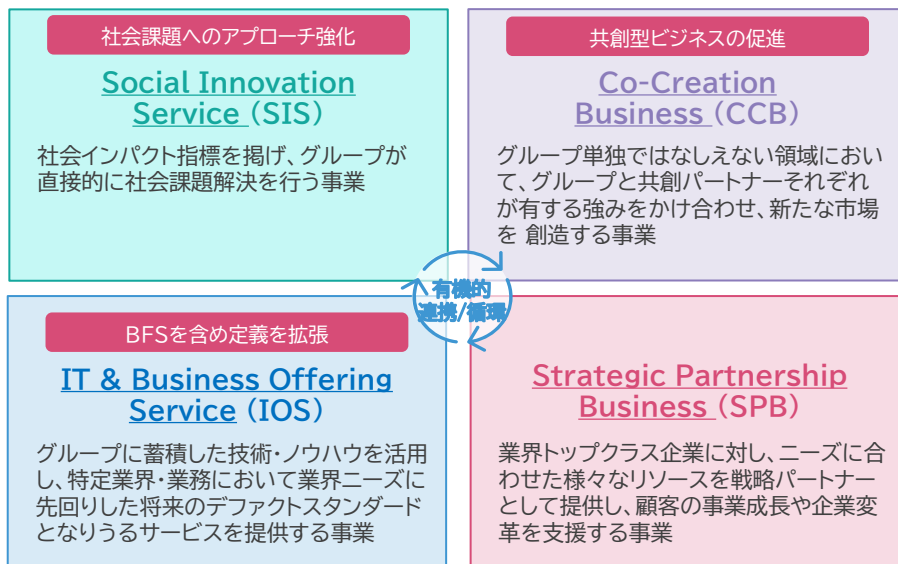 社会課題へのアプローチ強化
Social Innovation
Service (SIS)
社会インパクト指標を掲げ、グループが
直接的に社会課題解決を行う事業
共創型ビジネスの促進
Co-Creation
Business (CCB)
グループ単独ではなしえない領域におい
て、グループと共創パートナーそれぞれ
が有する強みをかけ合わせ、新たな市場
を 創造する事業
有機的
連携/循環
BFSを含め定義を拡張
IT & Business Offering
Service (IOS)
グループに蓄積した技術・ノウハウを活用
し、特定業界・業務において業界ニーズに
先回りした将来のデファクトスタンダード
となりうるサービスを提供する事業
Strategic Partnership
Business (SPB)
業界トップクラス企業に対し、ニーズに合
わせた様々なリソースを戦略パートナー
として提供し、顧客の事業成長や企業変
革を支援する事業